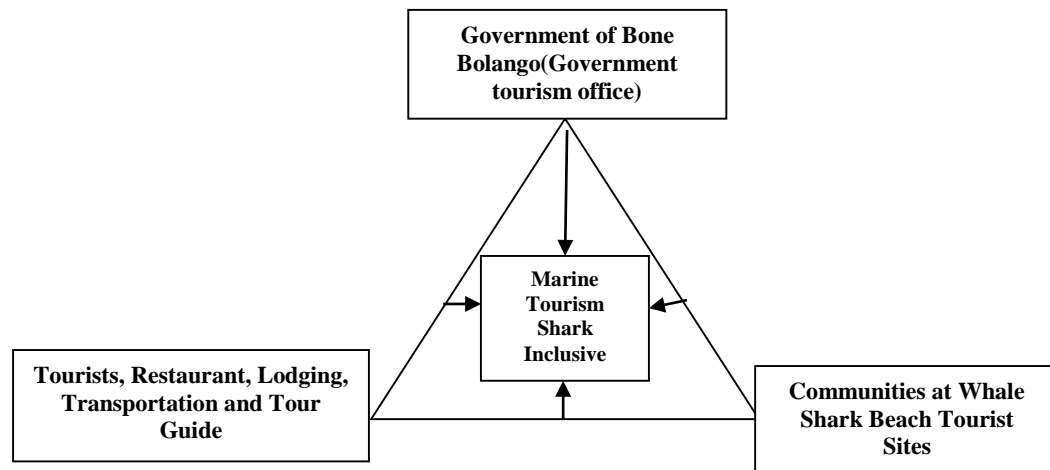 Government of Bone
Bolango(Government
tourism office)
Marine
Tourism
Shark
Inclusive
Tourists, Restaurant, Lodging,
Transportation and Tour
Guide
Communities at Whale
Shark Beach Tourist
Sites